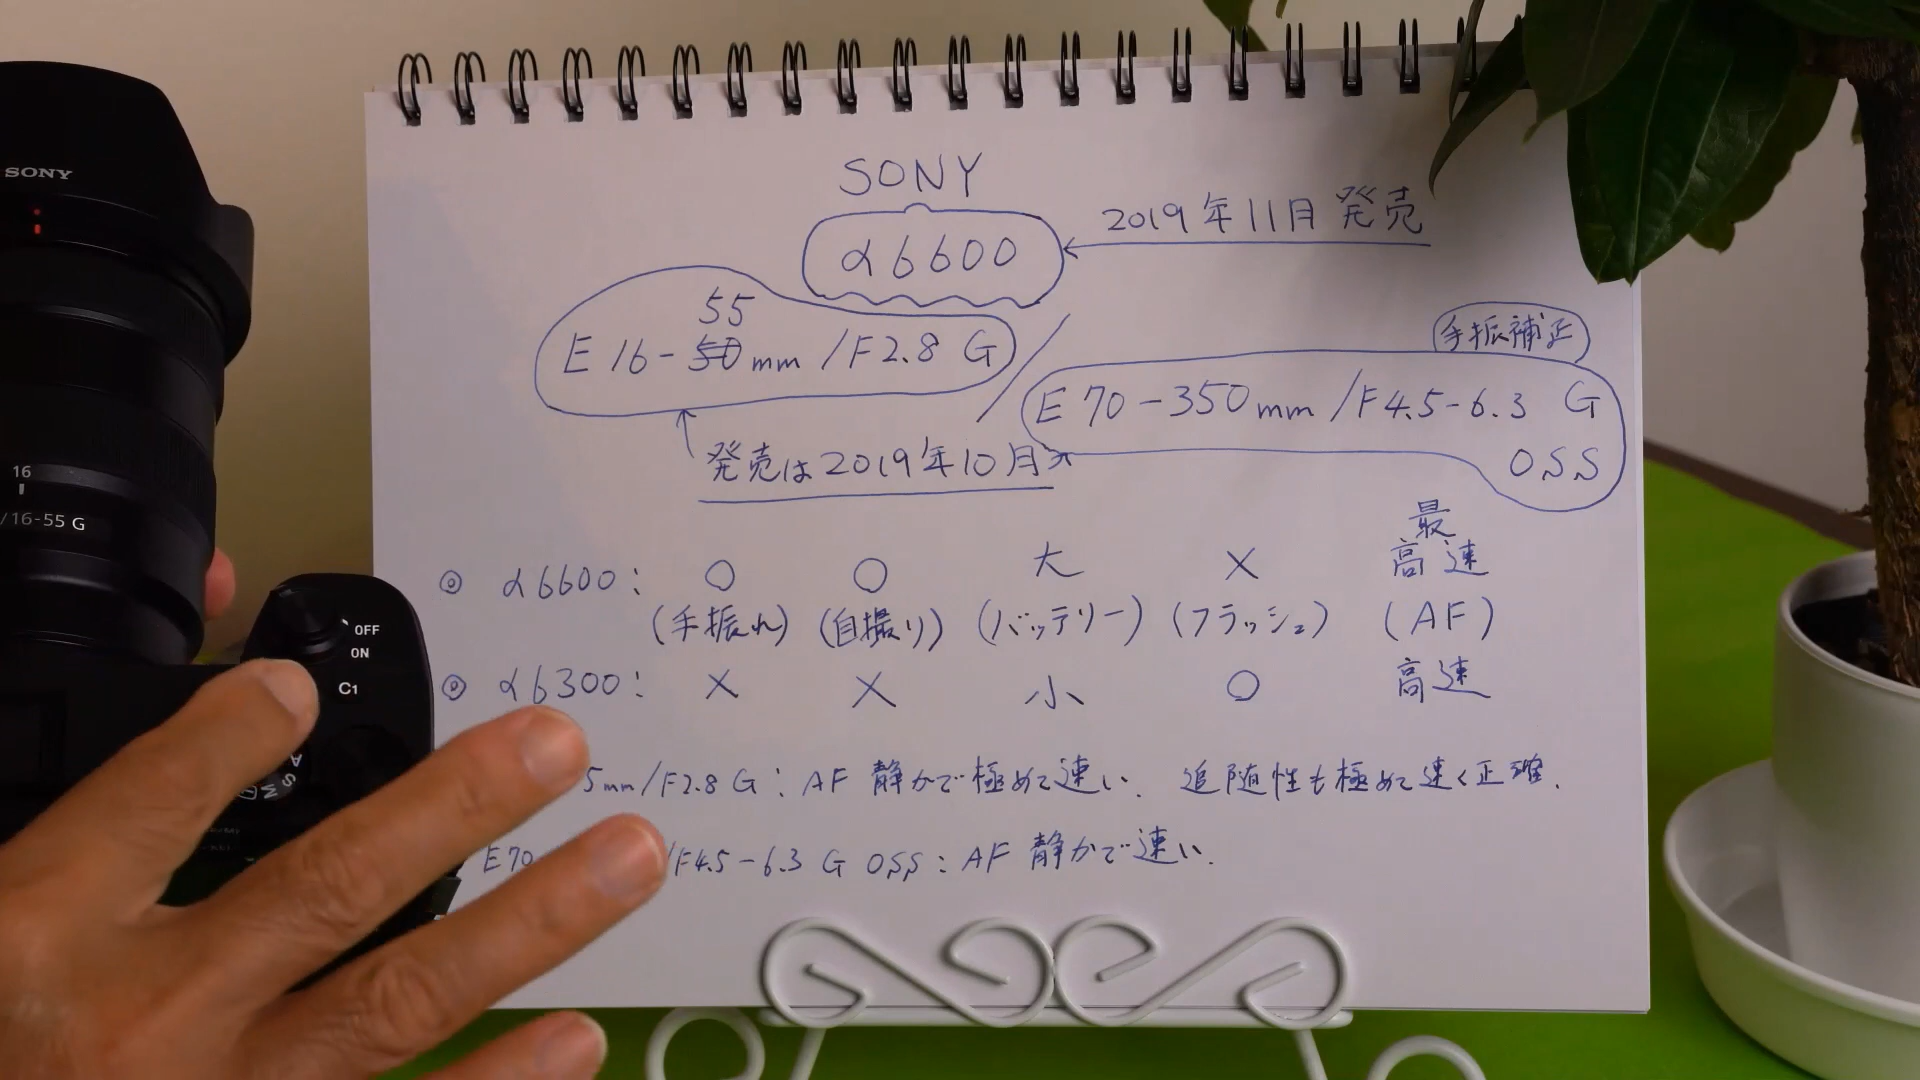 SONY
α6600 ← 2019年11月 発売
55
E 16-50mm /F2.8 G
手振補正
E 70-350mm /F4.5-6.3 G
OSS
発売は2019年10月
最
◎ α6600: ○ ○ 大 × 高速
(手振れ) (自撮り) (バッテリー) (フラッシュ) (AF)
◎ α6300: × × 小 ○ 高速
5mm/F2.8 G: AF 静かで極めて速い. 追随性も極めて速く正確.
E70 /F4.5-6.3 G OSS: AF 静かで速い.
SONY
16
/16-55 G
OFF
ON
C1
A
S
M